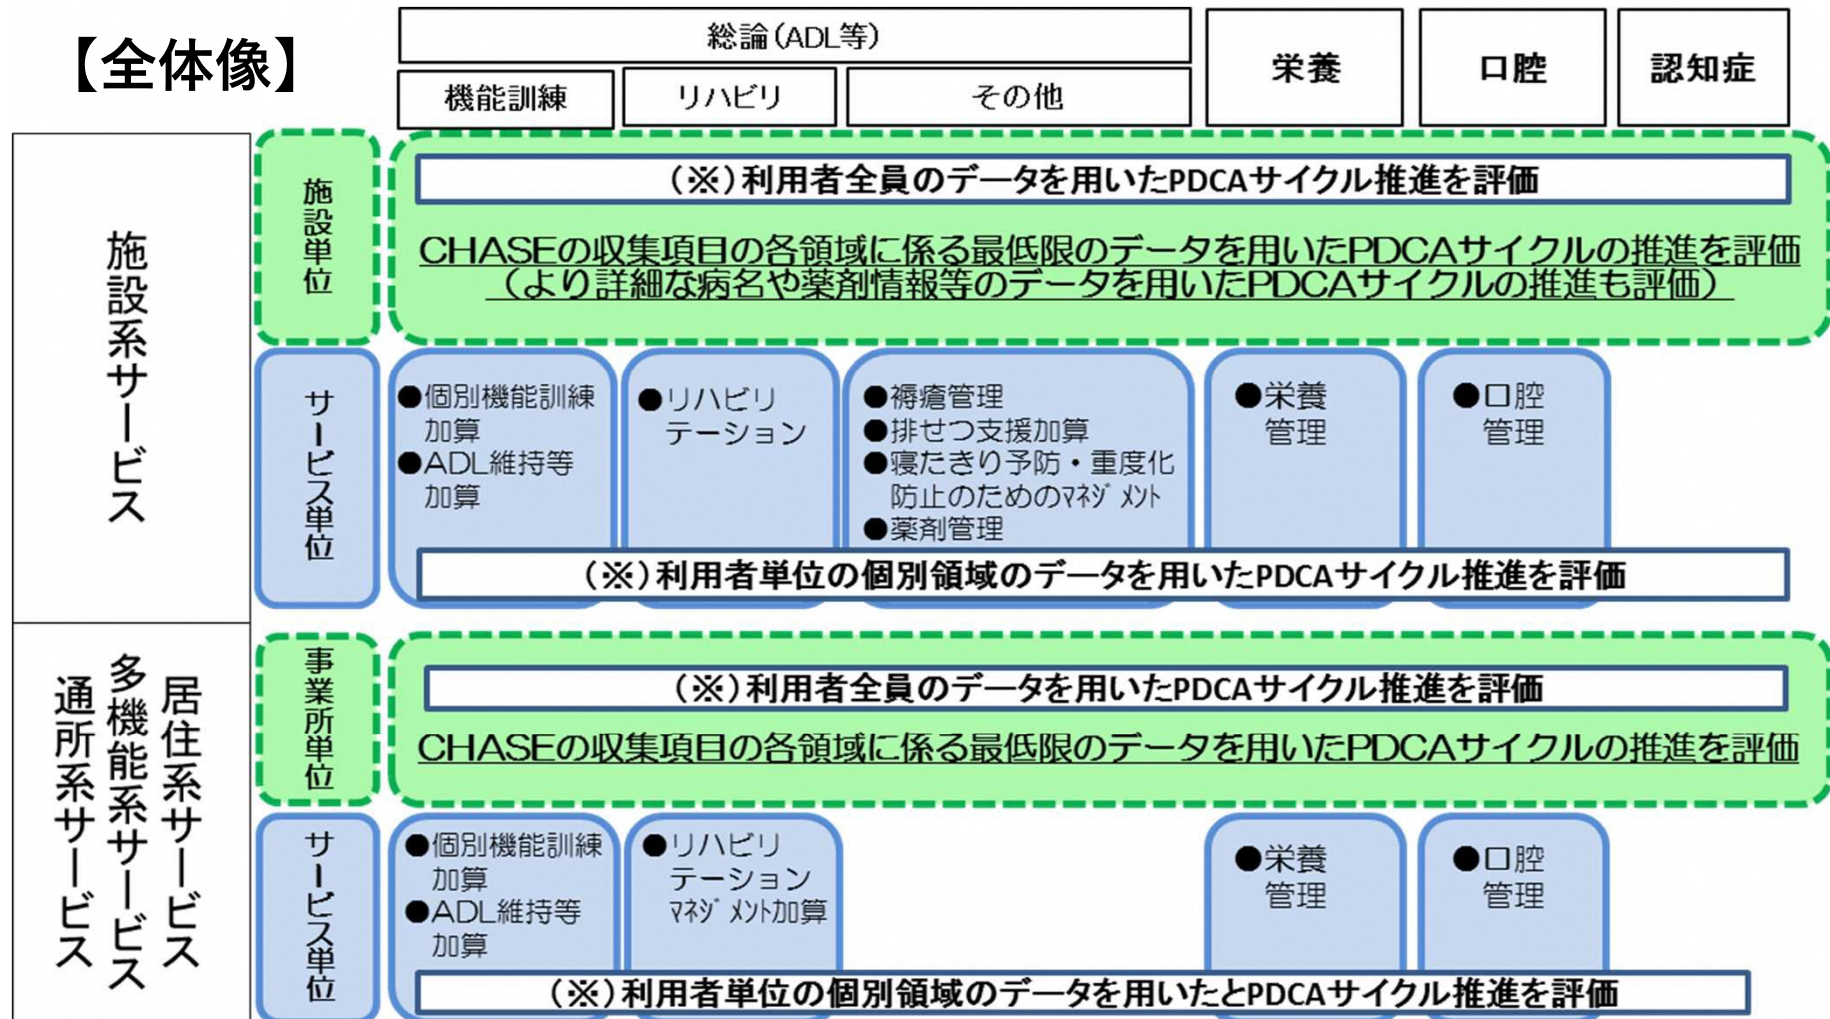 【全体像】
総論（ADL等）
機能訓練
リハビリ
その他
栄養
口腔
認知症
施設系サービス
施設単位
（※）利用者全員のデータを用いたPDCAサイクル推進を評価
CHASEの収集項目の各領域に係る最低限のデータを用いたPDCAサイクルの推進を評価
（より詳細な病名や薬剤情報等のデータを用いたPDCAサイクルの推進も評価）
サービス単位
●個別機能訓練
加算
●ADL維持等
加算
●リハビリ
テーション
●褥瘡管理
●排せつ支援加算
●寝たきり予防・重度化
防止のためのﾏﾈｼﾞﾒﾝﾄ
●薬剤管理
●栄養
管理
●口腔
管理
（※）利用者単位の個別領域のデータを用いたPDCAサイクル推進を評価
居住系サービス
多機能系サービス
通所系サービス
事業所単位
（※）利用者全員のデータを用いたPDCAサイクル推進を評価
CHASEの収集項目の各領域に係る最低限のデータを用いたPDCAサイクルの推進を評価
サービス単位
●個別機能訓練
加算
●ADL維持等
加算
●リハビリ
テーション
ﾏﾈｼﾞﾒﾝﾄ加算
●栄養
管理
●口腔
管理
（※）利用者単位の個別領域のデータを用いたとPDCAサイクル推進を評価